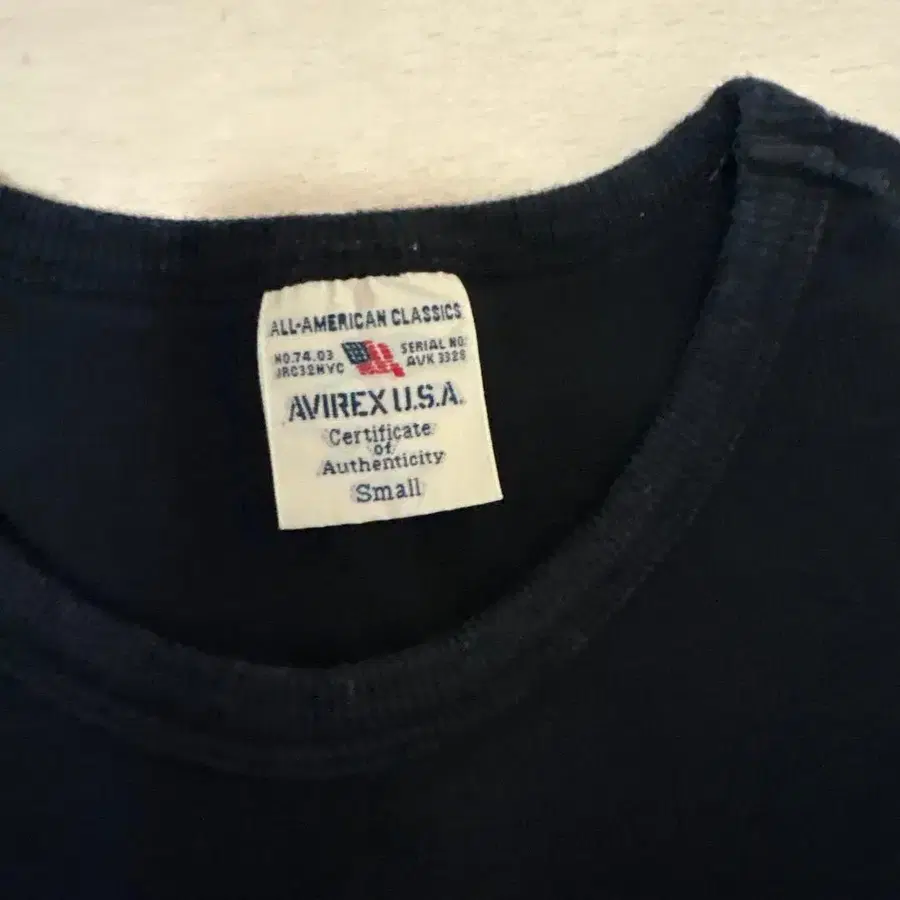 ALL-AMERICAN CLASSICS
NO.74.03
JRC32NYC
SERIAL NO.
AVK 3328
AVIREX U.S.A.
Certificate
of
Authenticity
Small